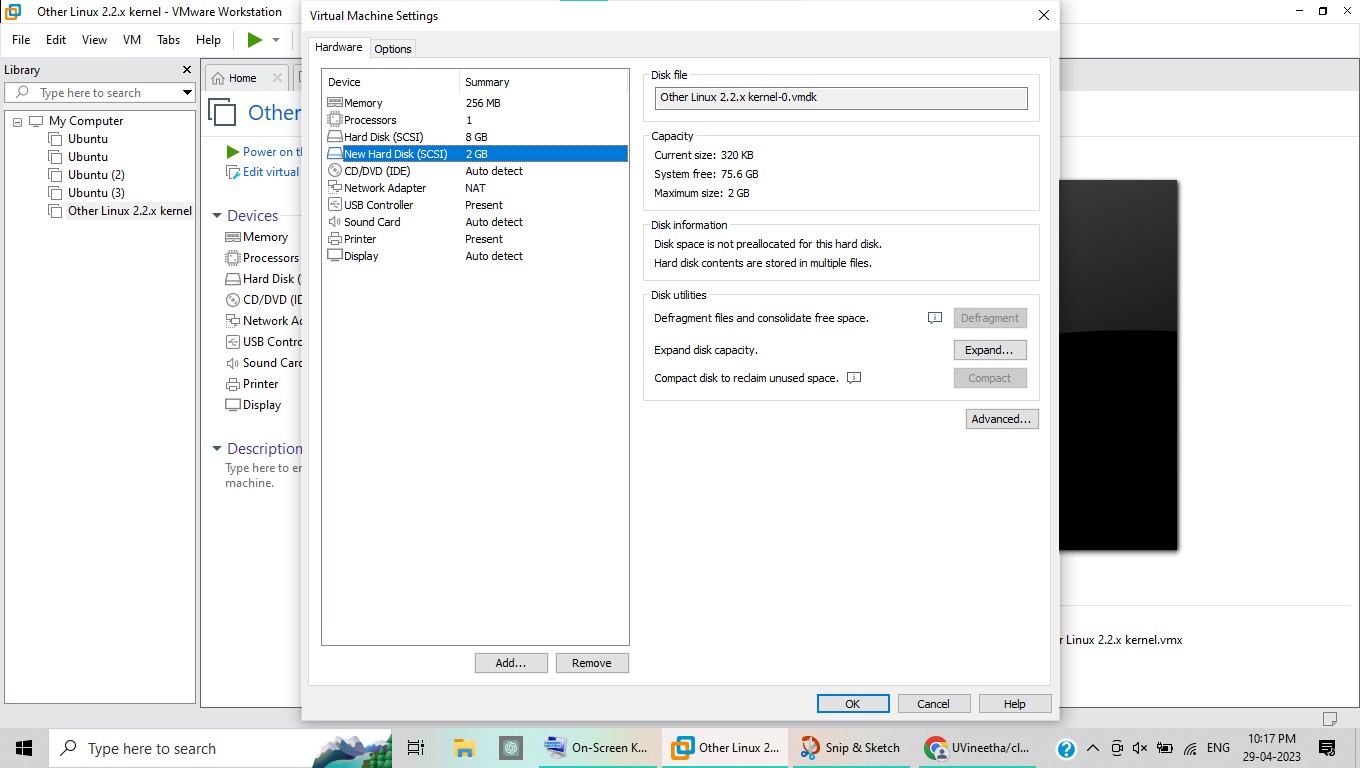 Other Linux 2.2.x kernel - VMware Workstation
File Edit View VM Tabs Help
Library
Type here to search
My Computer
Ubuntu
Ubuntu
Ubuntu (2)
Ubuntu (3)
Other Linux 2.2.x kernel
Home
Other
Power on th
Edit virtual
Devices
Memory
Processors
Hard Disk (
CD/DVD (ID
Network Ac
USB Contro
Sound Card
Printer
Display
Description
Type here to er
machine.
Virtual Machine Settings
Hardware Options
Device Summary
Memory 256 MB
Processors 1
Hard Disk (SCSI) 8 GB
New Hard Disk (SCSI) 2 GB
CD/DVD (IDE) Auto detect
Network Adapter NAT
USB Controller Present
Sound Card Auto detect
Printer Present
Display Auto detect
Add... Remove
Disk file
Other Linux 2.2.x kernel-0.vmdk
Capacity
Current size: 320 KB
System free: 75.6 GB
Maximum size: 2 GB
Disk information
Disk space is not preallocated for this hard disk.
Hard disk contents are stored in multiple files.
Disk utilities
Defragment files and consolidate free space. Defragment
Expand disk capacity. Expand...
Compact disk to reclaim unused space. Compact
Advanced...
OK Cancel Help
r Linux 2.2.x kernel.vmx
Type here to search
On-Screen K...
Other Linux 2...
Snip & Sketch
UVineetha/cl...
ENG
10:17 PM
29-04-2023